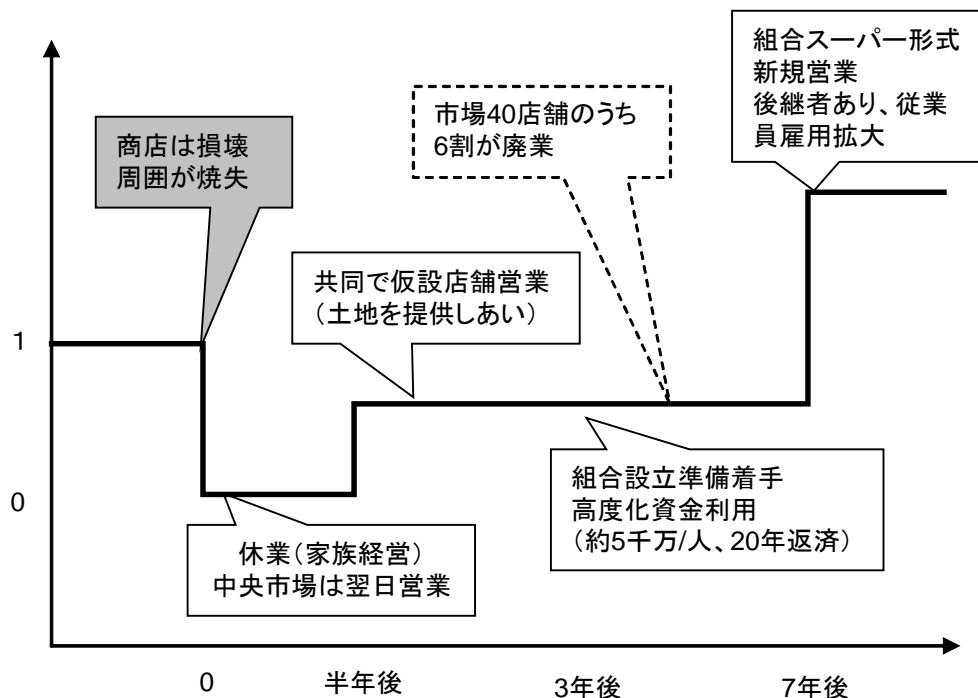 組合スーパー形式
新規営業
後継者あり、従業
員雇用拡大
市場40店舗のうち
6割が廃業
商店は損壊
周囲が焼失
共同で仮設店舗営業
（土地を提供しあい）
1
組合設立準備着手
高度化資金利用
（約5千万/人、20年返済）
0
休業（家族経営）
中央市場は翌日営業
0 半年後 3年後 7年後